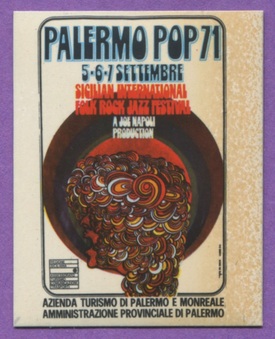 PALERMO POP 71
5·6·7 SETTEMBRE
SICILIAN INTERNATIONAL
FOLK ROCK JAZZ FESTIVAL
A JOE NAPOLI
PRODUCTION
AZIENDA TURISMO DI PALERMO E MONREALE
AMMINISTRAZIONE PROVINCIALE DI PALERMO